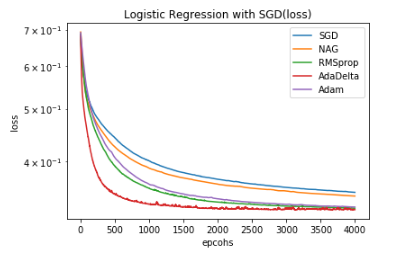 Logistic Regression with SGD(loss)
7 × 10⁻¹
6 × 10⁻¹
5 × 10⁻¹
4 × 10⁻¹
loss
SGD
NAG
RMSprop
AdaDelta
Adam
0 500 1000 1500 2000 2500 3000 3500 4000
epcohs